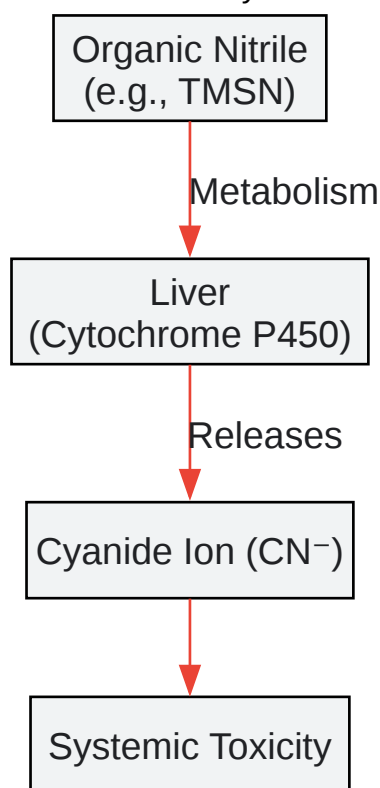 Organic Nitrile
(e.g., TMSN)
Metabolism
Liver
(Cytochrome P450)
Releases
Cyanide Ion (CN⁻)
Systemic Toxicity